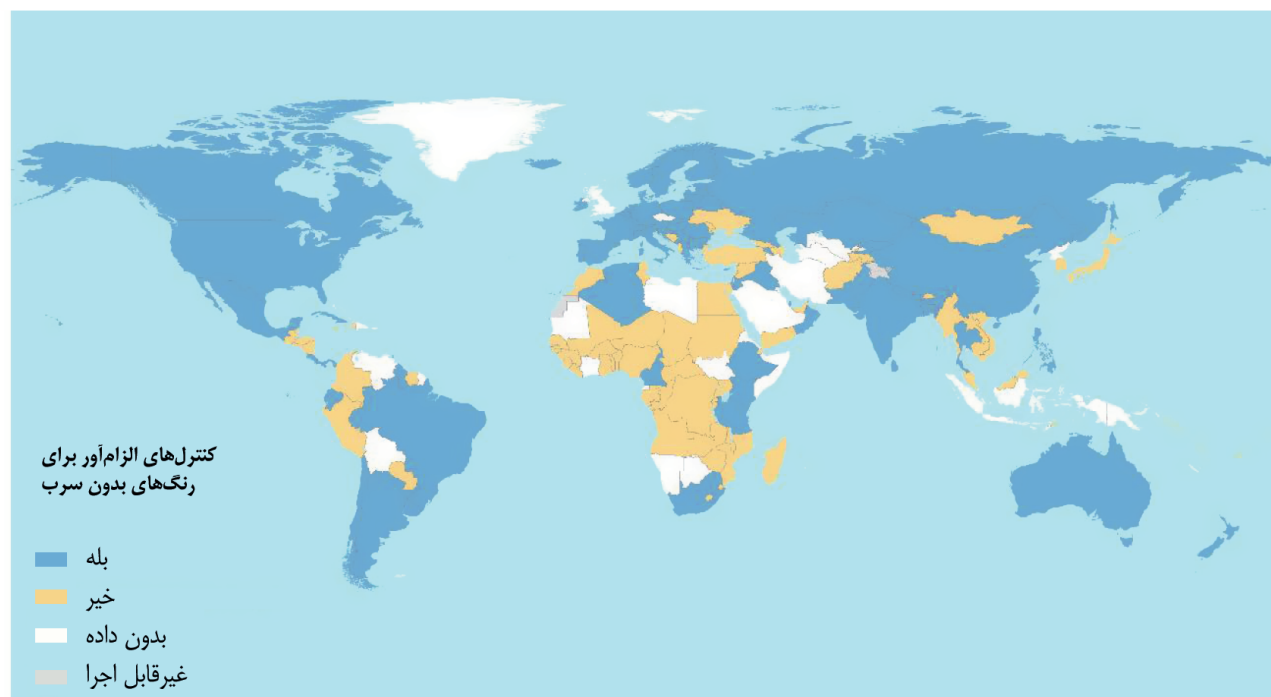 کنترل‌های الزام‌آور برای
رنگ‌های بدون سرب
بله
خیر
بدون داده
غیرقابل اجرا